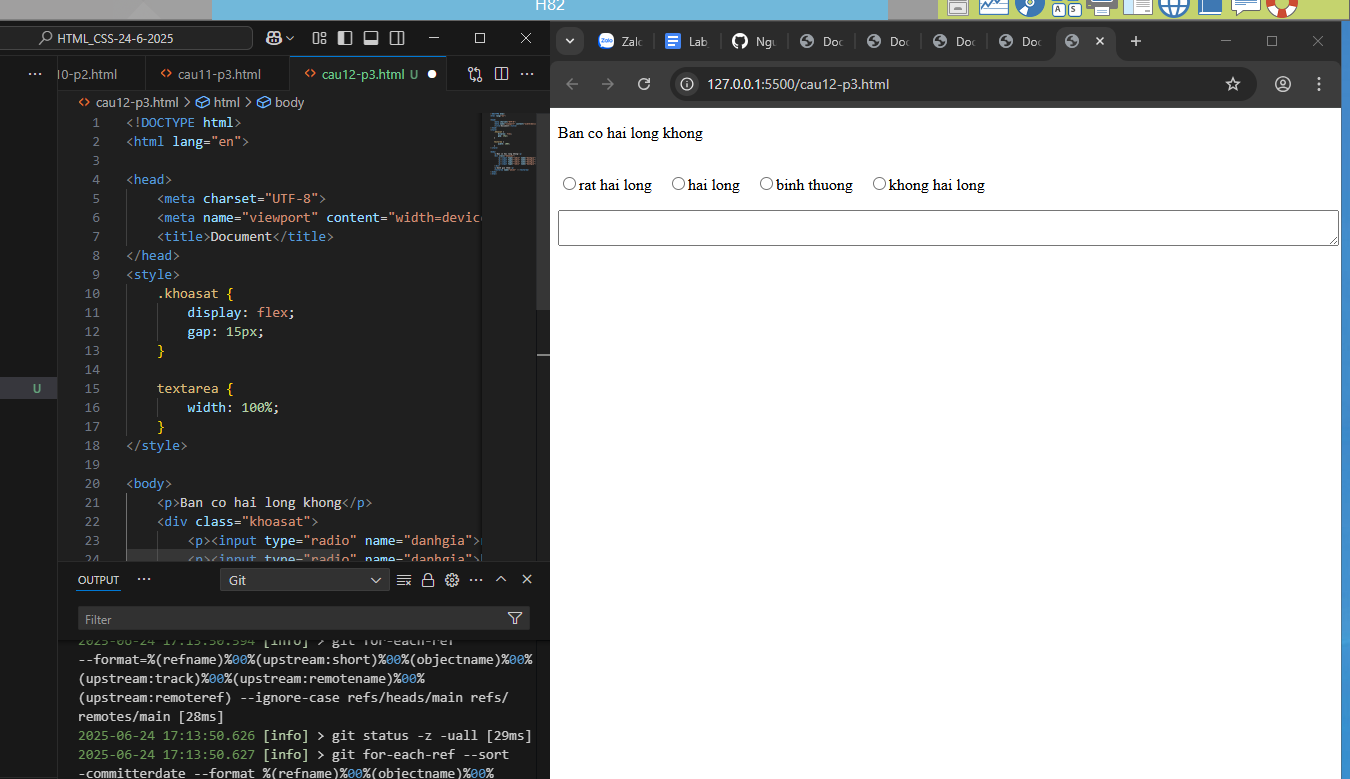 H82
HTML_CSS-24-6-2025
10-p2.html
cau11-p3.html
cau12-p3.html U
cau12-p3.html > html > body
1 <!DOCTYPE html>
2 <html lang="en">
3
4 <head>
5 <meta charset="UTF-8">
6 <meta name="viewport" content="width=devic
7 <title>Document</title>
8 </head>
9 <style>
10 .khoasat {
11 display: flex;
12 gap: 15px;
13 }
14
15 textarea {
16 width: 100%;
17 }
18 </style>
19
20 <body>
21 <p>Ban co hai long khong</p>
22 <div class="khoasat">
23 <p><input type="radio" name="danhgia">
24 <p><input type="radio" name="danhgia">
U
OUTPUT
Git
Filter
2025-06-24 17:13:50.594 [info] > git for-each-ref
--format=%(refname)%00%(upstream:short)%00%(objectname)%00%
(upstream:track)%00%(upstream:remotename)%00%
(upstream:remoteref) --ignore-case refs/heads/main refs/
remotes/main [28ms]
2025-06-24 17:13:50.626 [info] > git status -z -uall [29ms]
2025-06-24 17:13:50.627 [info] > git for-each-ref --sort
-committerdate --format %(refname)%00%(objectname)%00%
A S
Zalo
Zalc
Lab
Ngu
Doc
Doc
Doc
Doc
127.0.0.1:5500/cau12-p3.html
Ban co hai long khong
rat hai long
hai long
binh thuong
khong hai long